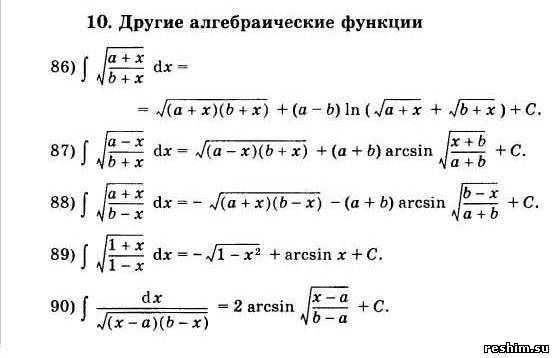 10. Другие алгебраические функции
86) ∫ √((a + x)/(b + x)) dx =
= √((a + x)(b + x)) + (a – b) ln (√(a + x) + √(b + x)) + C.
87) ∫ √((a – x)/(b + x)) dx = √((a – x)(b + x)) + (a + b) arcsin √((x + b)/(a + b)) + C.
88) ∫ √((a + x)/(b – x)) dx = – √((a + x)(b – x)) – (a + b) arcsin √((b – x)/(a + b)) + C.
89) ∫ √((1 + x)/(1 – x)) dx = – √(1 – x²) + arcsin x + C.
90) ∫ dx/√((x – a)(b – x)) = 2 arcsin √((x – a)/(b – a)) + C.
reshim.su